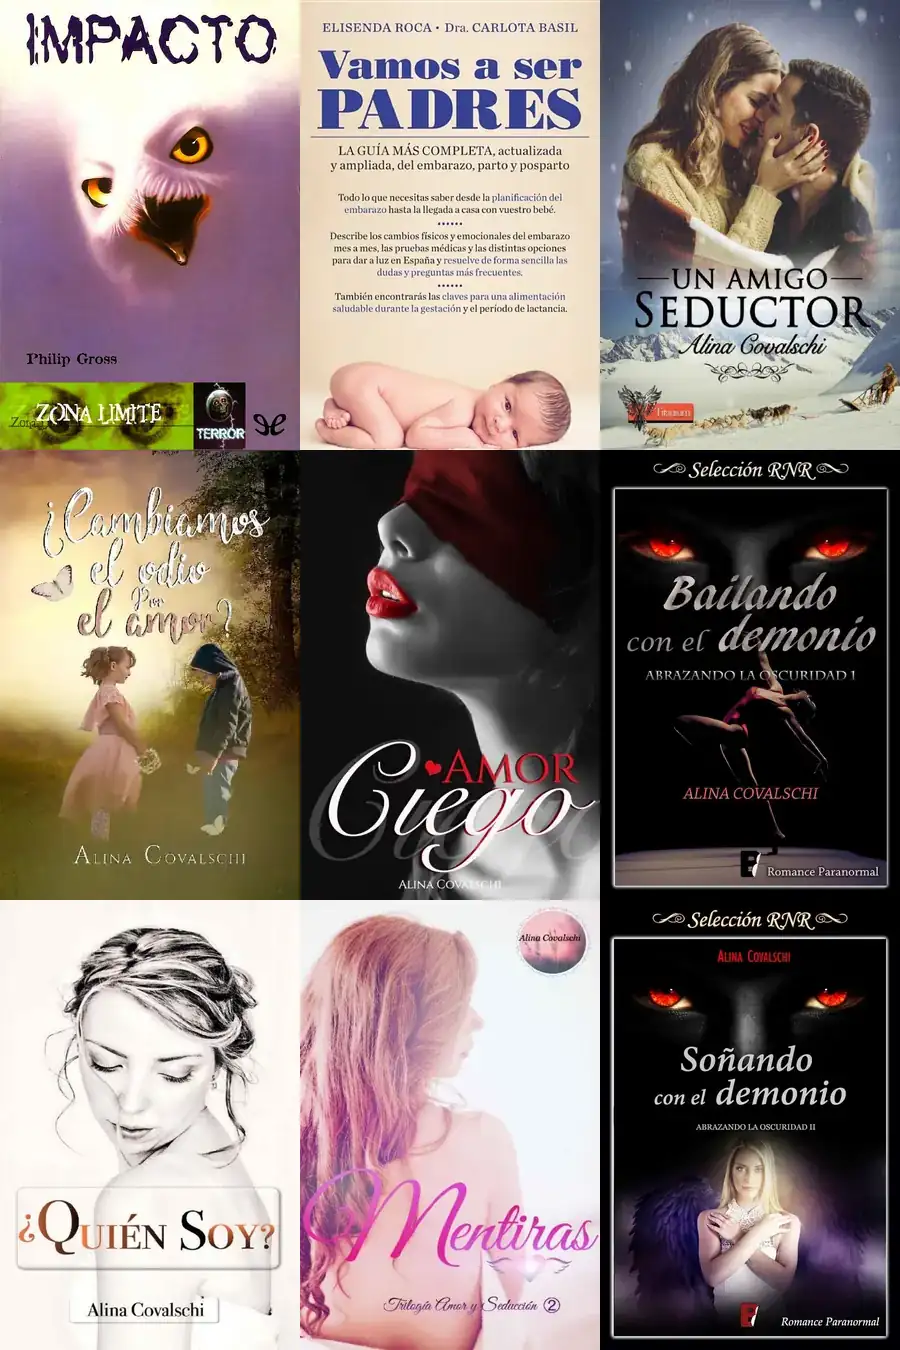 IMPACTO
Philip Gross
ZONA LIMITE
TERROR
ELISENDA ROCA • Dra. CARLOTA BASIL
Vamos a ser
PADRES
LA GUÍA MÁS COMPLETA, actualizada
y ampliada, del embarazo, parto y posparto
Todo lo que necesitas saber desde la planificación del
embarazo hasta la llegada a casa con vuestro bebé.
Describe los cambios físicos y emocionales del embarazo
mes a mes, las pruebas médicas y las distintas opciones
para dar a luz en España y resuelve de forma sencilla las
dudas y preguntas más frecuentes.
También encontrarás las claves para una alimentación
saludable durante la gestación y el período de lactancia.
UN AMIGO
SEDUCTOR
Alina Covalschi
Titanium
¿Cambiamos
el odio
Por
el amor?
ALINA COVALSCHI
AMOR
Ciego
ALINA COVALSCHI
Selección RNR
Bailando
con el demonio
ABRAZANDO LA OSCURIDAD 1
ALINA COVALSCHI
B
Romance Paranormal
¿QUIÉN SOY?
Alina Covalschi
Alina Covalschi
Mentiras
Trilogía Amor y Seducción 2
Selección RNR
ALINA COVALSCHI
Soñando
con el demonio
ABRAZANDO LA OSCURIDAD II
B
Romance Paranormal